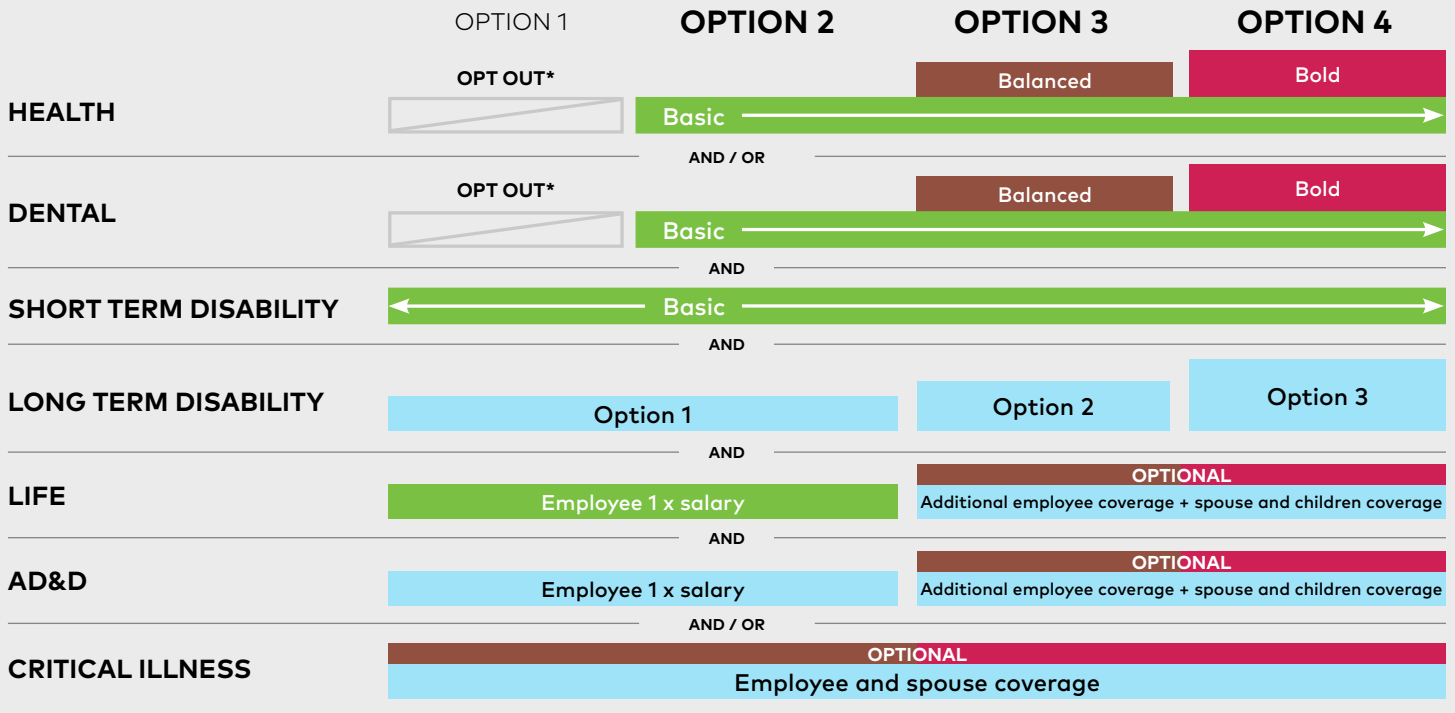 OPTION 1 OPTION 2 OPTION 3 OPTION 4
HEALTH
OPT OUT*
Basic
Balanced
Bold
AND / OR
DENTAL
OPT OUT*
Basic
Balanced
Bold
AND
SHORT TERM DISABILITY
Basic
AND
LONG TERM DISABILITY
Option 1
Option 2
Option 3
AND
LIFE
Employee 1 x salary
OPTIONAL
Additional employee coverage + spouse and children coverage
AND
AD&D
Employee 1 x salary
OPTIONAL
Additional employee coverage + spouse and children coverage
AND / OR
CRITICAL ILLNESS
OPTIONAL
Employee and spouse coverage